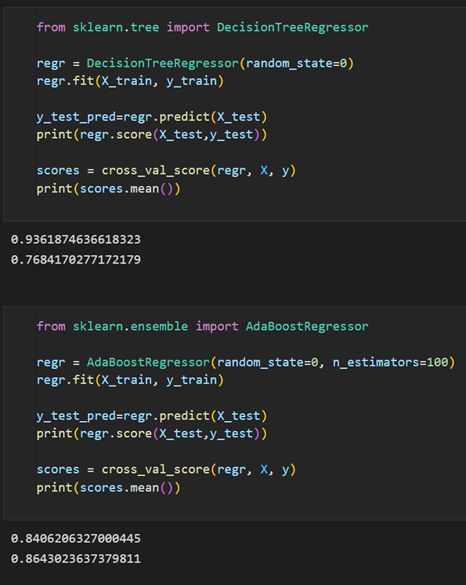 from sklearn.tree import DecisionTreeRegressor
regr = DecisionTreeRegressor(random_state=0)
regr.fit(X_train, y_train)
y_test_pred=regr.predict(X_test)
print(regr.score(X_test,y_test))
scores = cross_val_score(regr, X, y)
print(scores.mean())
0.9361874636618323
0.7684170277172179
from sklearn.ensemble import AdaBoostRegressor
regr = AdaBoostRegressor(random_state=0, n_estimators=100)
regr.fit(X_train, y_train)
y_test_pred=regr.predict(X_test)
print(regr.score(X_test,y_test))
scores = cross_val_score(regr, X, y)
print(scores.mean())
0.8406206327000445
0.8643023637379811